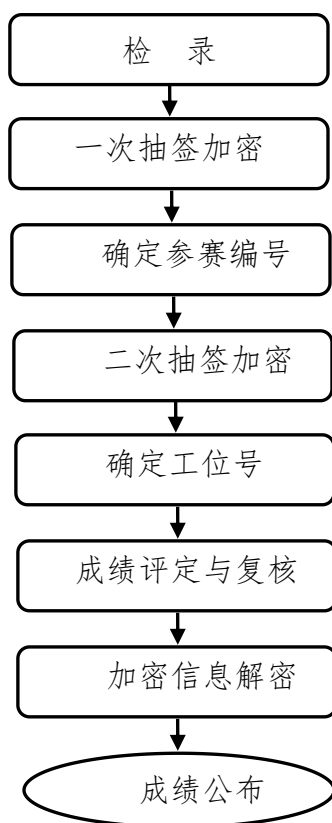 检 录
一次抽签加密
确定参赛编号
二次抽签加密
确定工位号
成绩评定与复核
加密信息解密
成绩公布